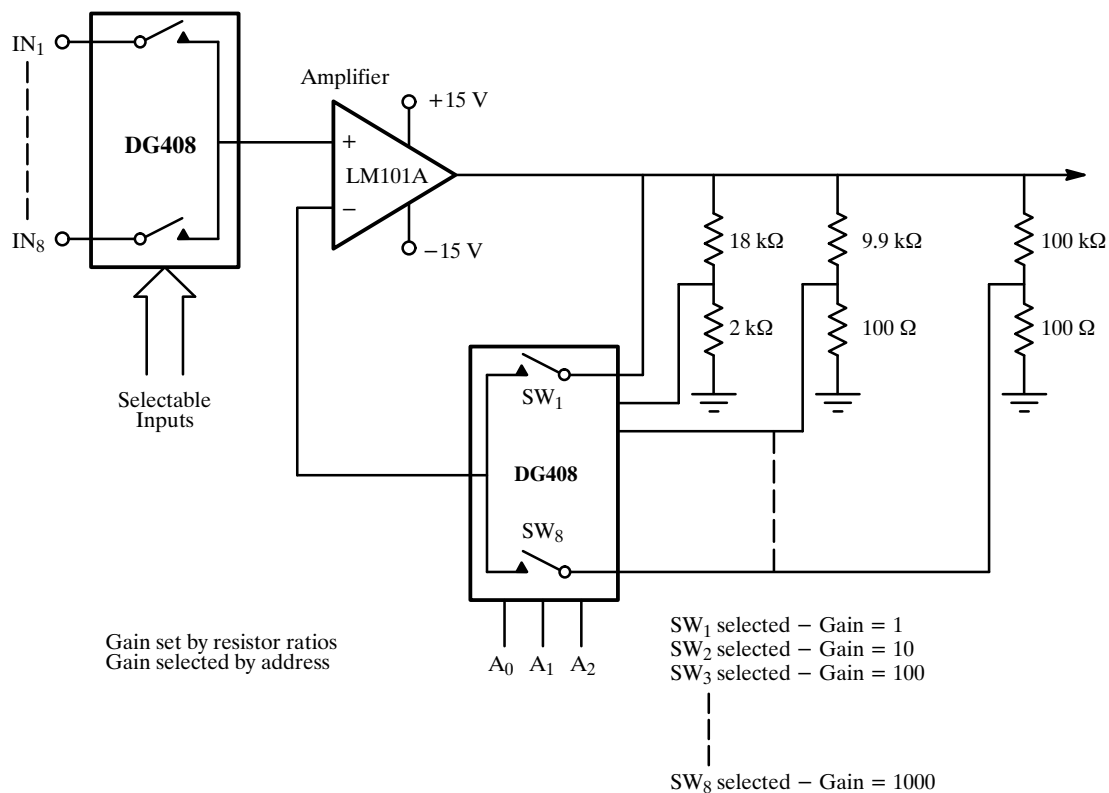 IN1
DG408
IN8
Selectable
Inputs
Amplifier
+15 V
+
LM101A
−
−15 V
18 kΩ
9.9 kΩ
100 kΩ
2 kΩ
100 Ω
100 Ω
SW1
DG408
SW8
A0
A1
A2
Gain set by resistor ratios
Gain selected by address
SW1 selected − Gain = 1
SW2 selected − Gain = 10
SW3 selected − Gain = 100
SW8 selected − Gain = 1000